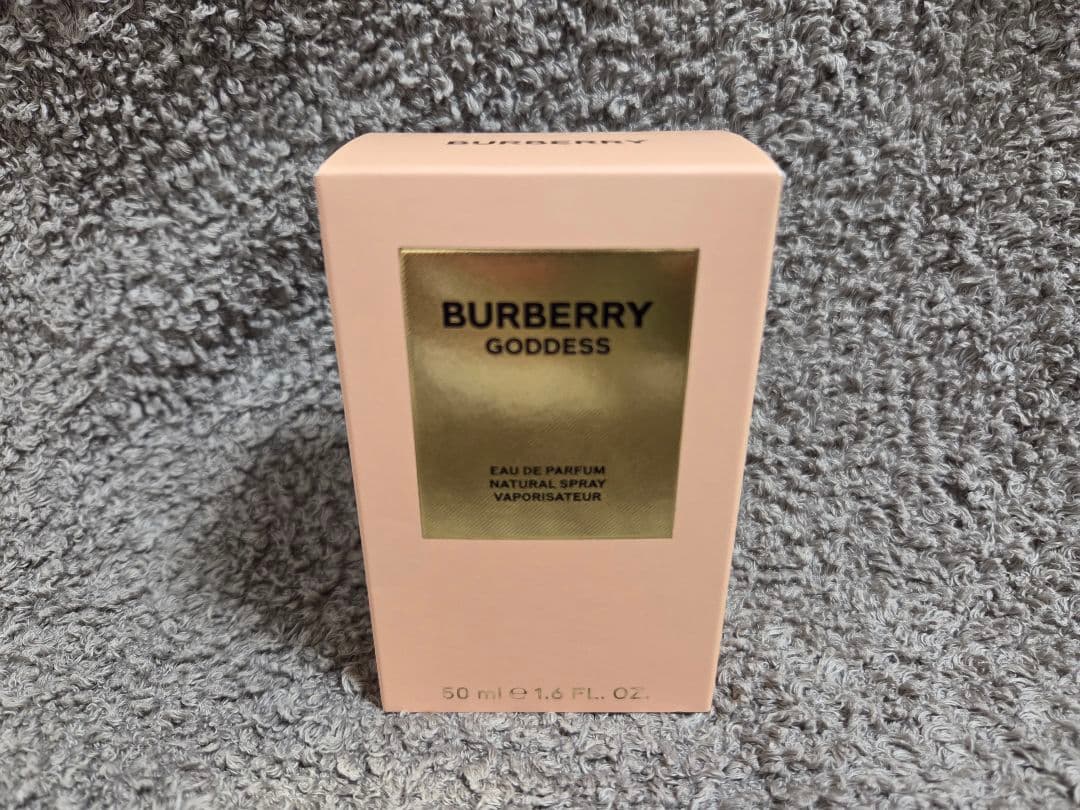 BURBERRY
BURBERRY
GODDESS
EAU DE PARFUM
NATURAL SPRAY
VAPORISATEUR
50 ml ℮ 1.6 FL. OZ.